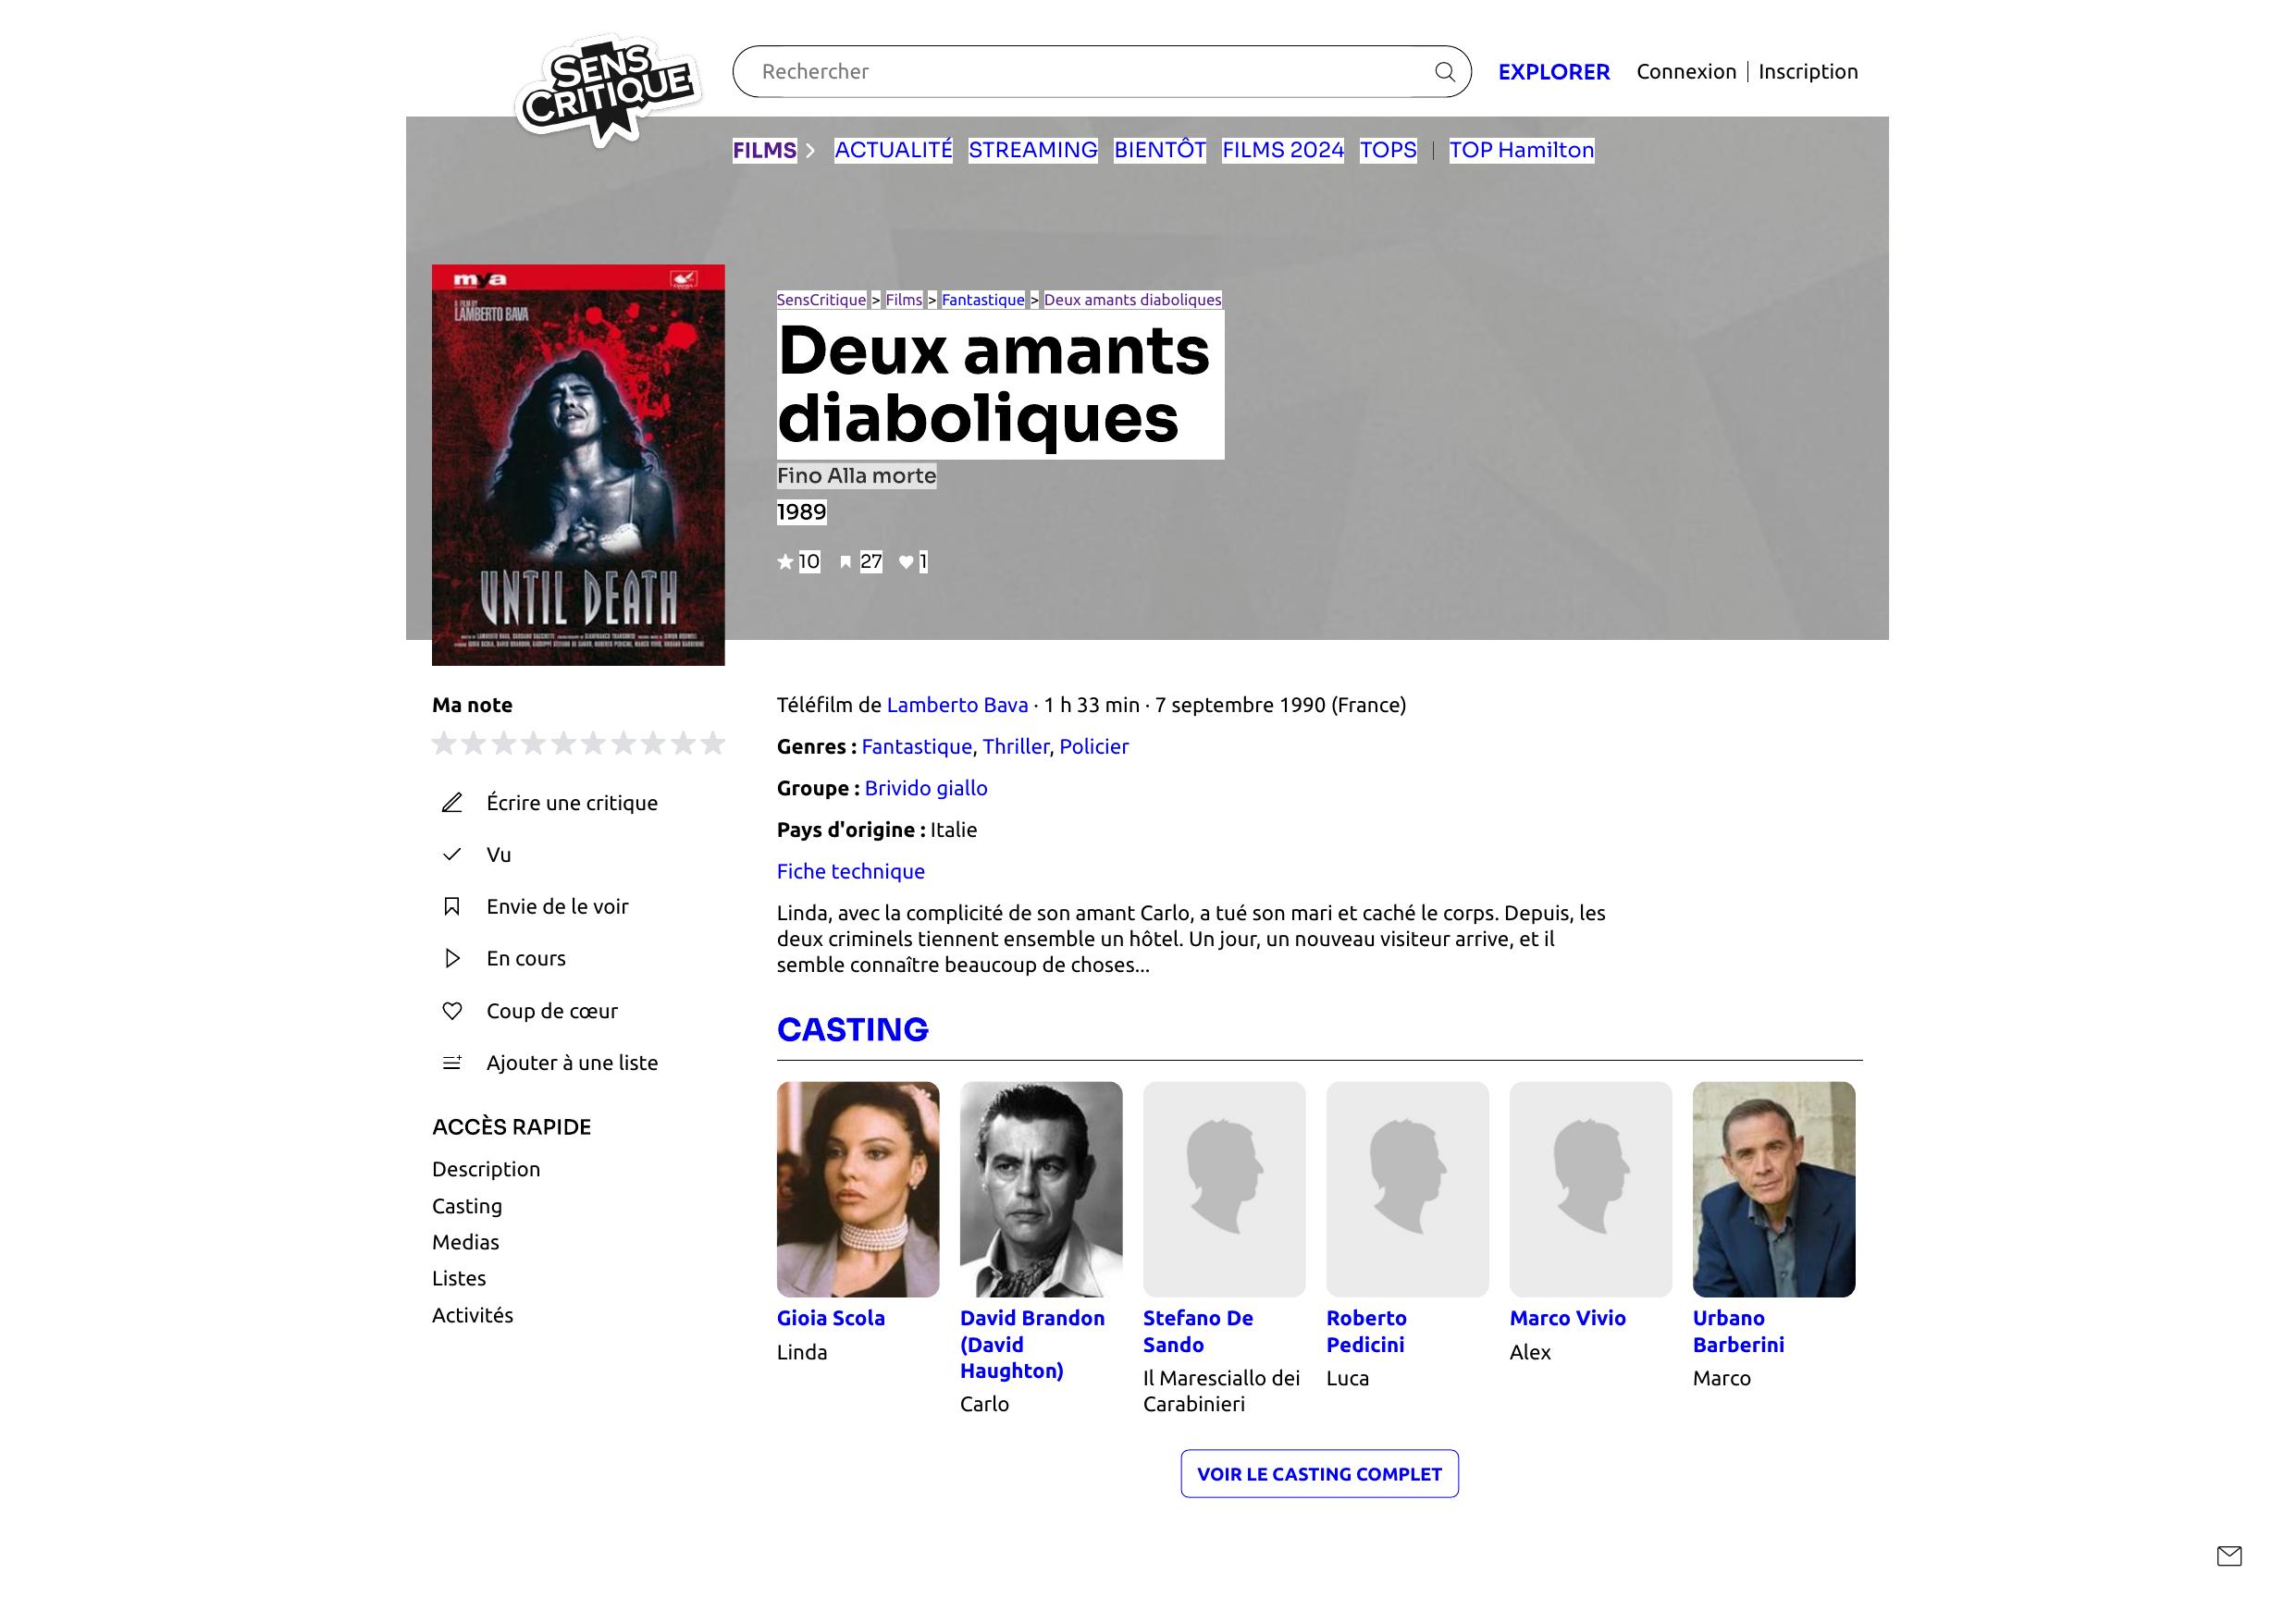 SENS CRITIQUE
Rechercher
EXPLORER
Connexion | Inscription
FILMS ACTUALITÉ STREAMING BIENTÔT FILMS 2024 TOPS | TOP Hamilton
mya
A FILM BY
LAMBERTO BAVA
UNTIL DEATH
SensCritique > Films > Fantastique > Deux amants diaboliques
Deux amants
diaboliques
Fino Alla morte
1989
10 27 1
Ma note
Écrire une critique
Vu
Envie de le voir
En cours
Coup de cœur
Ajouter à une liste
ACCÈS RAPIDE
Description
Casting
Medias
Listes
Activités
Téléfilm de Lamberto Bava · 1 h 33 min · 7 septembre 1990 (France)
Genres : Fantastique, Thriller, Policier
Groupe : Brivido giallo
Pays d'origine : Italie
Fiche technique
Linda, avec la complicité de son amant Carlo, a tué son mari et caché le corps. Depuis, les
deux criminels tiennent ensemble un hôtel. Un jour, un nouveau visiteur arrive, et il
semble connaître beaucoup de choses...
CASTING
Gioia Scola
Linda
David Brandon
(David
Haughton)
Carlo
Stefano De
Sando
Il Maresciallo dei
Carabinieri
Roberto
Pedicini
Luca
Marco Vivio
Alex
Urbano
Barberini
Marco
VOIR LE CASTING COMPLET